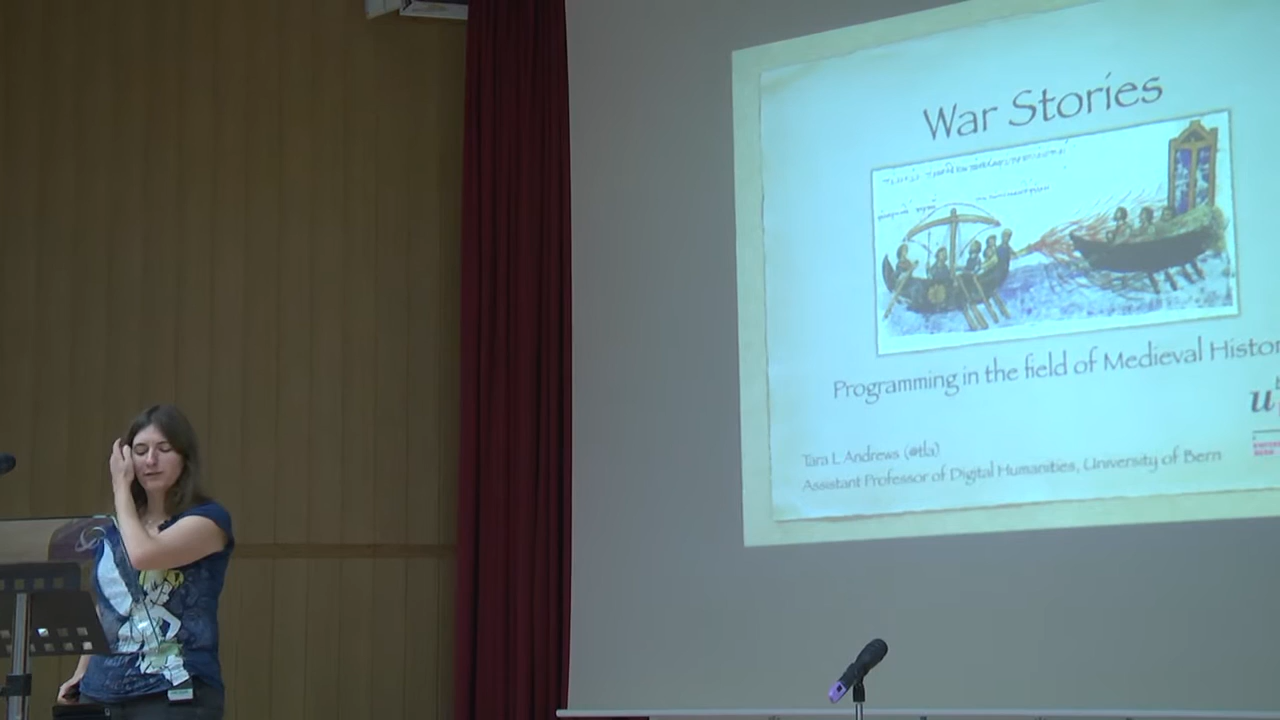 War Stories
Programming in the field of Medieval Histor
Tara L Andrews (@tla)
Assistant Professor of Digital Humanities, University of Bern
u